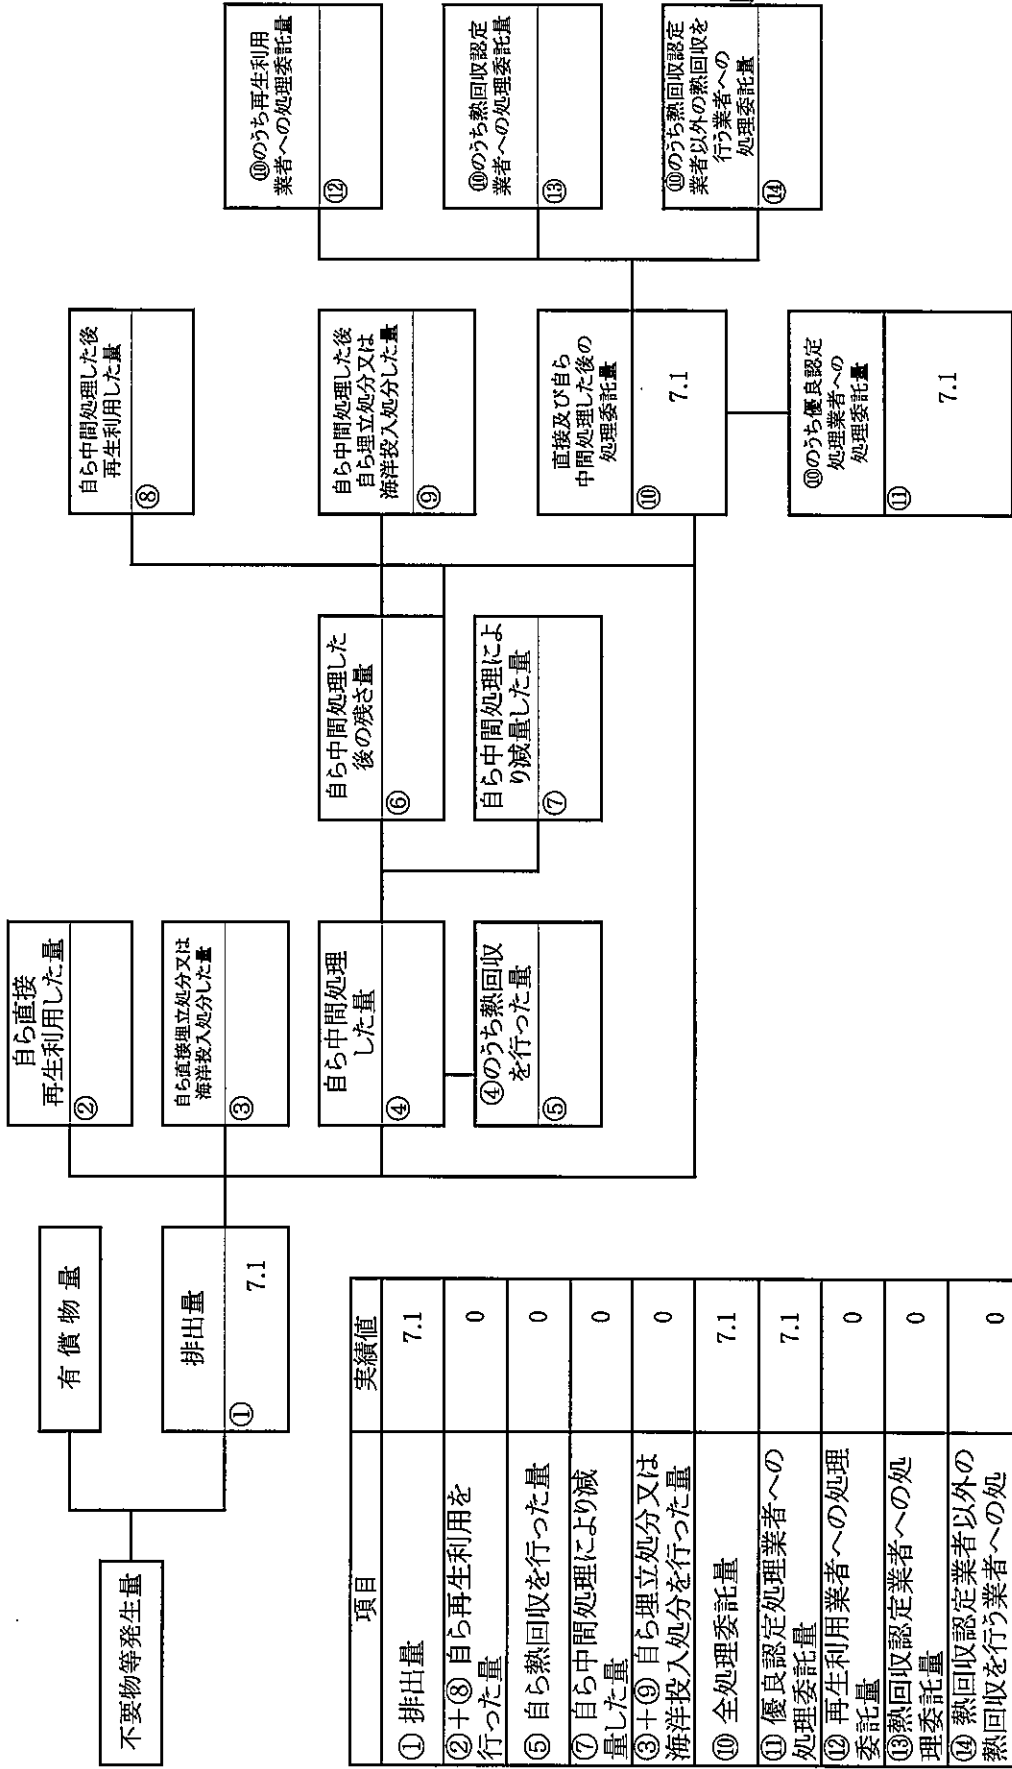 不要物等発生量
有償物量
排出量
①
7.1
自ら直接
再生利用した量
②
自ら直接埋立処分又は
海洋投入処分した量
③
自ら中間処理
した量
④
④のうち熱回収
を行った量
⑤
自ら中間処理した
後の残さ量
⑥
自ら中間処理によ
り減量した量
⑦
自ら中間処理した後
再生利用した量
⑧
自ら中間処理した後
自ら埋立処分又は
海洋投入処分した量
⑨
直接及び自ら
中間処理した後の
処理委託量
⑩
7.1
⑩のうち優良認定
処理業者への
処理委託量
⑪
7.1
⑩のうち再生利用
業者への処理委託量
⑫
⑩のうち熱回収認定
業者への処理委託量
⑬
⑩のうち熱回収認定
業者以外の熱回収を
行う業者への
処理委託量
⑭
項目 実績値
① 排出量 7.1
②+⑧ 自ら再生利用を
行った量 0
⑤ 自ら熱回収を行った量 0
⑦ 自ら中間処理により減
量した量 0
③+⑨ 自ら埋立処分又は
海洋投入処分を行った量 0
⑩ 全処理委託量 7.1
⑪ 優良認定処理業者への
処理委託量 7.1
⑫ 再生利用業者への処理
委託量 0
⑬熱回収認定業者への処
理委託量 0
⑭ 熱回収認定業者以外の
熱回収を行う業者への処 0